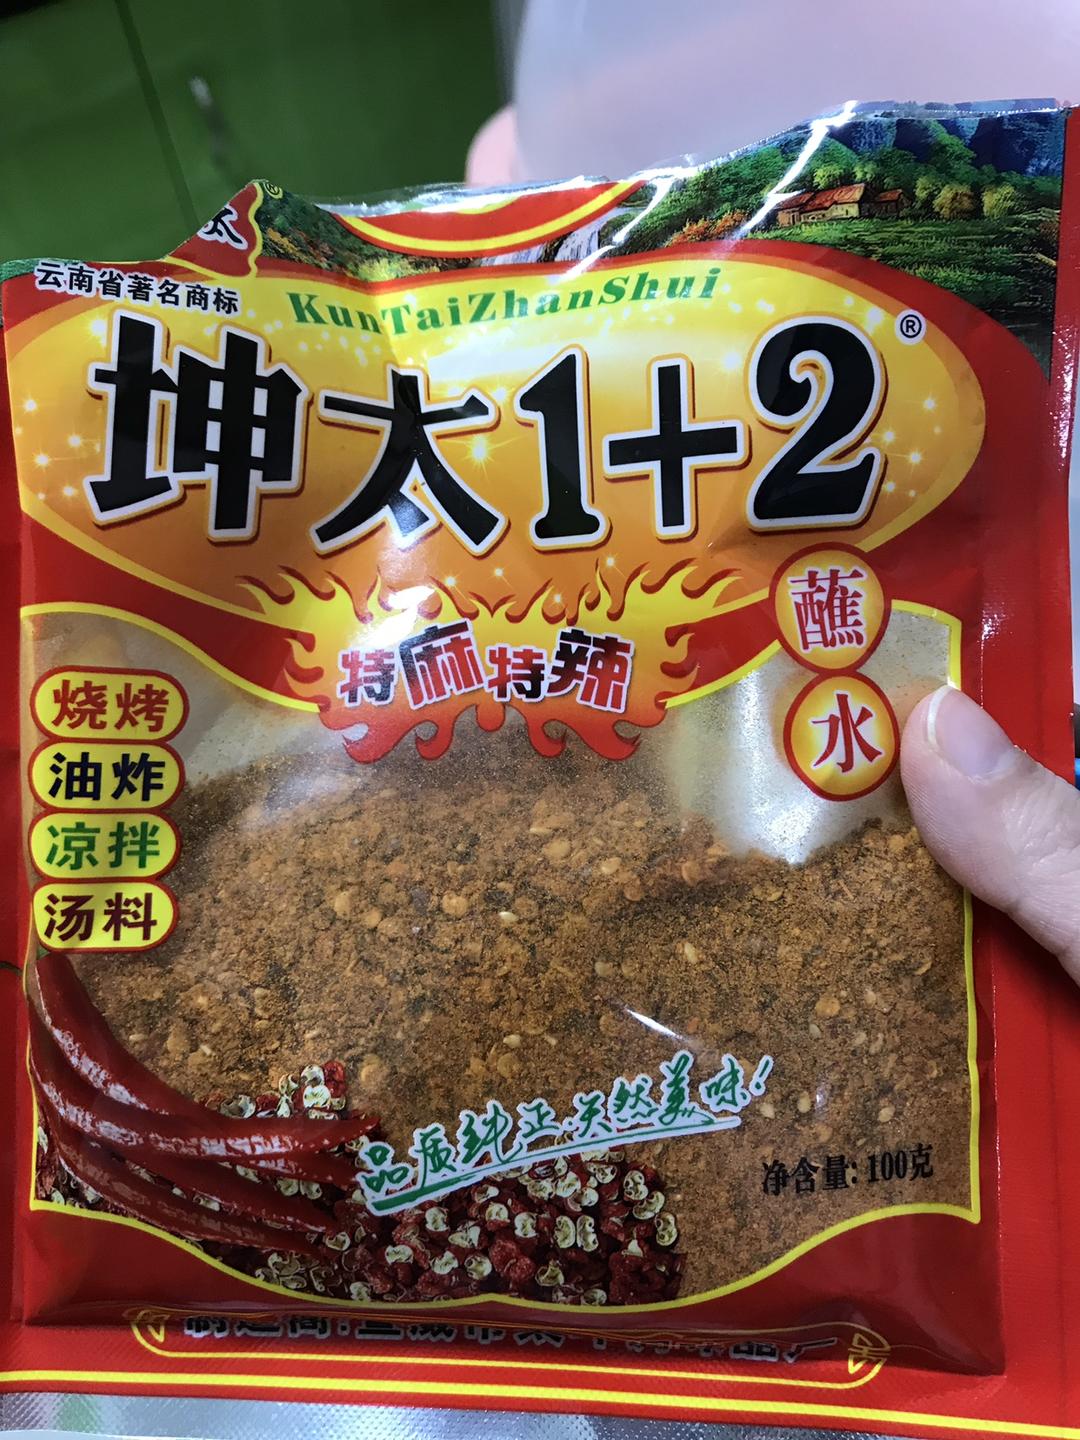 太®
云南省著名商标
KunTaiZhanShui
坤太1+2®
特麻特辣
蘸水
烧烤
油炸
凉拌
汤料
品质纯正.天然美味!
净含量:100克